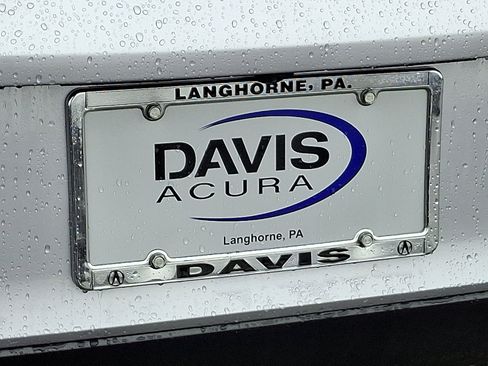 LANGHORNE, PA.
DAVIS
ACURA
Langhorne, PA
DAVIS